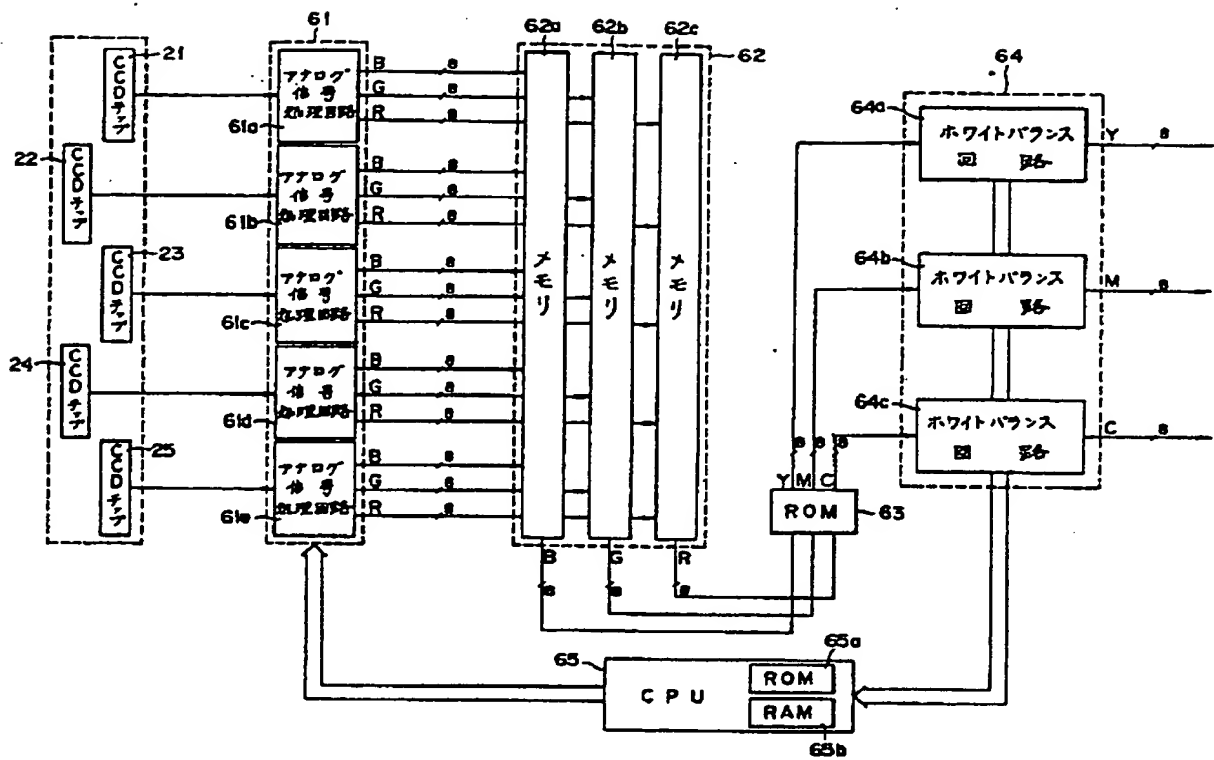 61
62a
62b
62c
62
64
21
CCDチップ
アナログ
信号
処理回路
61a
B
8
G
8
R
8
22
CCDチップ
アナログ
信号
処理回路
61b
B
8
G
8
R
8
23
CCDチップ
アナログ
信号
処理回路
61c
B
8
G
8
R
8
24
CCDチップ
アナログ
信号
処理回路
61d
B
8
G
8
R
8
25
CCDチップ
アナログ
信号
処理回路
61e
B
8
G
8
R
8
メモリ
メモリ
メモリ
B
8
G
8
R
8
64a
ホワイトバランス
回路
Y
8
64b
ホワイトバランス
回路
M
8
64c
ホワイトバランス
回路
C
8
8
8
8
Y
M
C
ROM
63
65
CPU
65a
ROM
RAM
65b